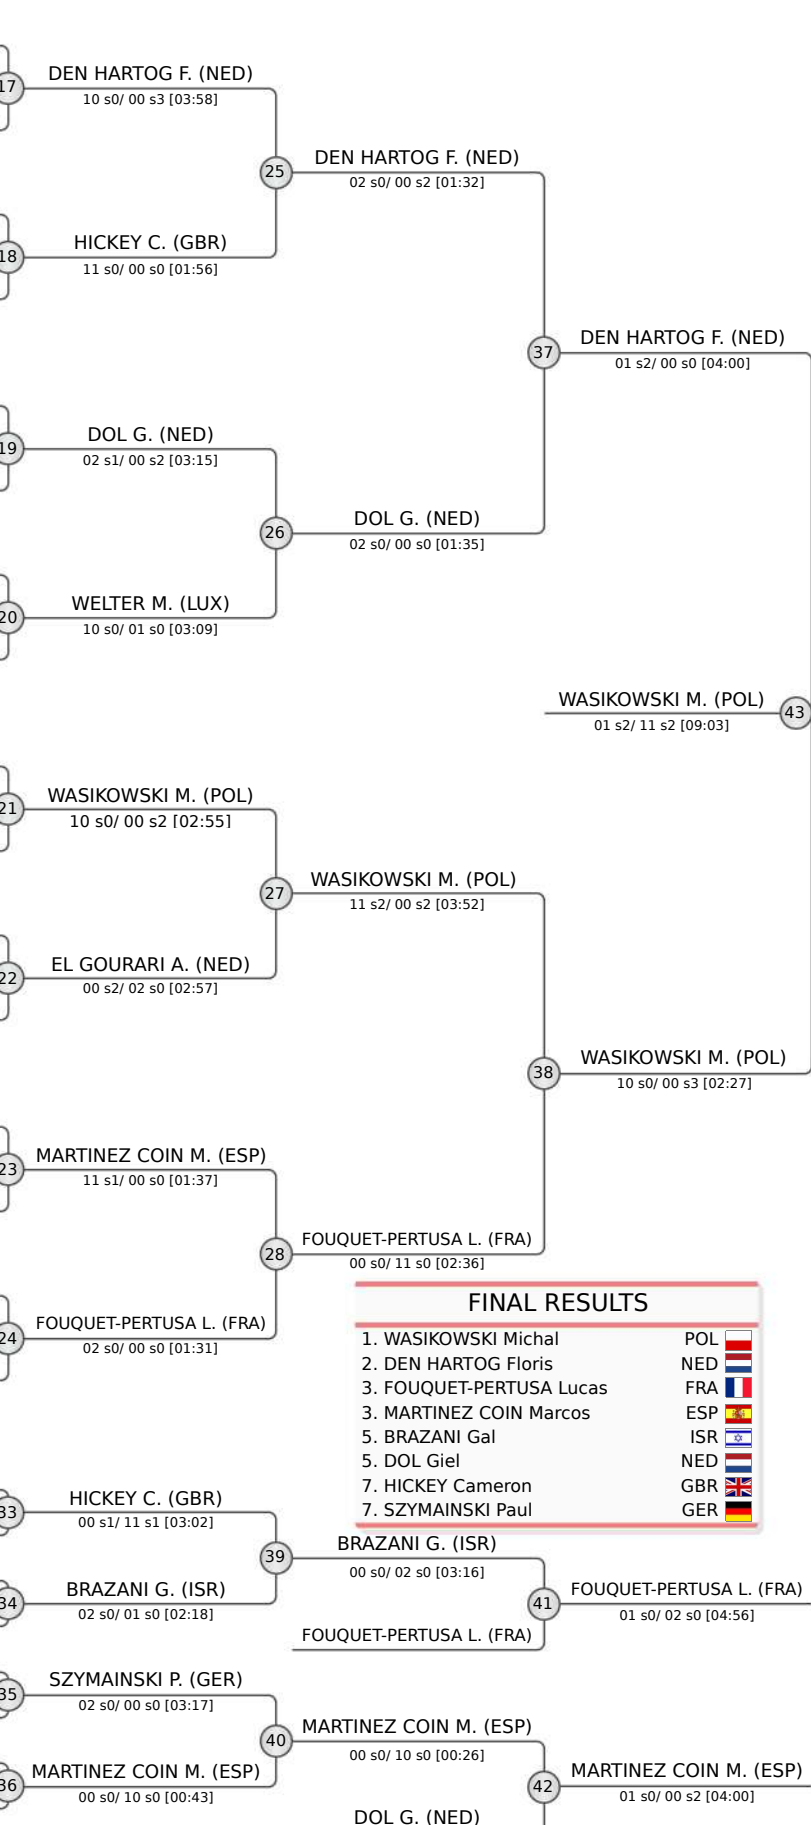 17
DEN HARTOG F. (NED)
10 s0/ 00 s3 [03:58]
25
DEN HARTOG F. (NED)
02 s0/ 00 s2 [01:32]
18
HICKEY C. (GBR)
11 s0/ 00 s0 [01:56]
37
DEN HARTOG F. (NED)
01 s2/ 00 s0 [04:00]
19
DOL G. (NED)
02 s1/ 00 s2 [03:15]
26
DOL G. (NED)
02 s0/ 00 s0 [01:35]
20
WELTER M. (LUX)
10 s0/ 01 s0 [03:09]
WASIKOWSKI M. (POL)
01 s2/ 11 s2 [09:03]
43
21
WASIKOWSKI M. (POL)
10 s0/ 00 s2 [02:55]
27
WASIKOWSKI M. (POL)
11 s2/ 00 s2 [03:52]
22
EL GOURARI A. (NED)
00 s2/ 02 s0 [02:57]
38
WASIKOWSKI M. (POL)
10 s0/ 00 s3 [02:27]
23
MARTINEZ COIN M. (ESP)
11 s1/ 00 s0 [01:37]
28
FOUQUET-PERTUSA L. (FRA)
00 s0/ 11 s0 [02:36]
24
FOUQUET-PERTUSA L. (FRA)
02 s0/ 00 s0 [01:31]
FINAL RESULTS
1. WASIKOWSKI Michal POL
2. DEN HARTOG Floris NED
3. FOUQUET-PERTUSA Lucas FRA
3. MARTINEZ COIN Marcos ESP
5. BRAZANI Gal ISR
5. DOL Giel NED
7. HICKEY Cameron GBR
7. SZYMAINSKI Paul GER
33
HICKEY C. (GBR)
00 s1/ 11 s1 [03:02]
39
BRAZANI G. (ISR)
00 s0/ 02 s0 [03:16]
34
BRAZANI G. (ISR)
02 s0/ 01 s0 [02:18]
41
FOUQUET-PERTUSA L. (FRA)
01 s0/ 02 s0 [04:56]
FOUQUET-PERTUSA L. (FRA)
35
SZYMAINSKI P. (GER)
02 s0/ 00 s0 [03:17]
40
MARTINEZ COIN M. (ESP)
00 s0/ 10 s0 [00:26]
36
MARTINEZ COIN M. (ESP)
00 s0/ 10 s0 [00:43]
42
MARTINEZ COIN M. (ESP)
01 s0/ 00 s2 [04:00]
DOL G. (NED)